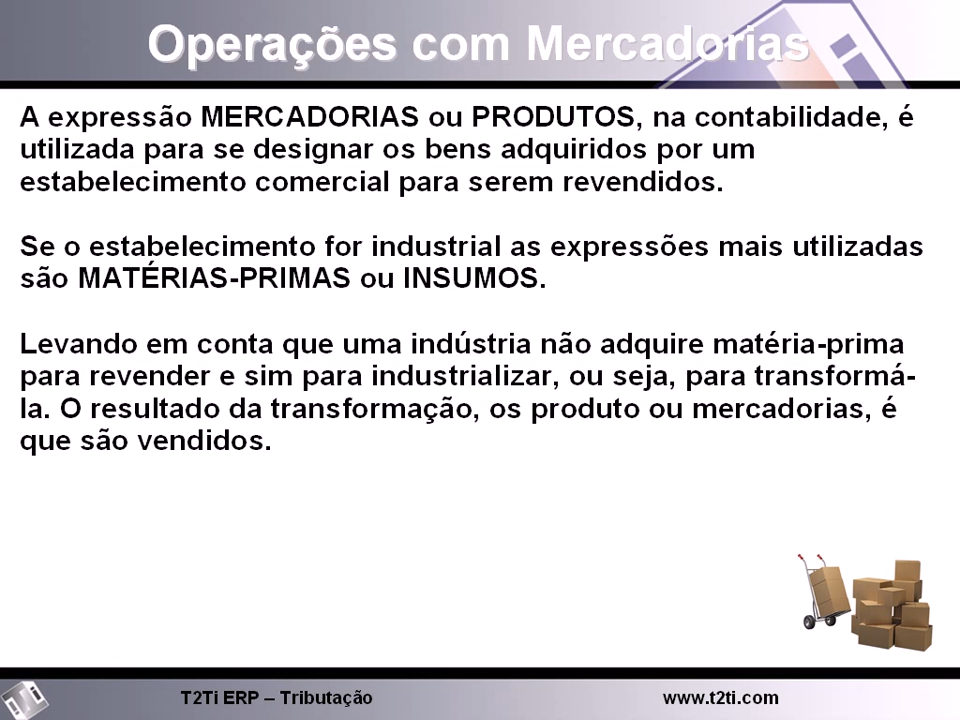 Operações com Mercadorias
A expressão MERCADORIAS ou PRODUTOS, na contabilidade, é
utilizada para se designar os bens adquiridos por um
estabelecimento comercial para serem revendidos.
Se o estabelecimento for industrial as expressões mais utilizadas
são MATÉRIAS-PRIMAS ou INSUMOS.
Levando em conta que uma indústria não adquire matéria-prima
para revender e sim para industrializar, ou seja, para transformá-
la. O resultado da transformação, os produto ou mercadorias, é
que são vendidos.
T2Ti ERP – Tributação www.t2ti.com